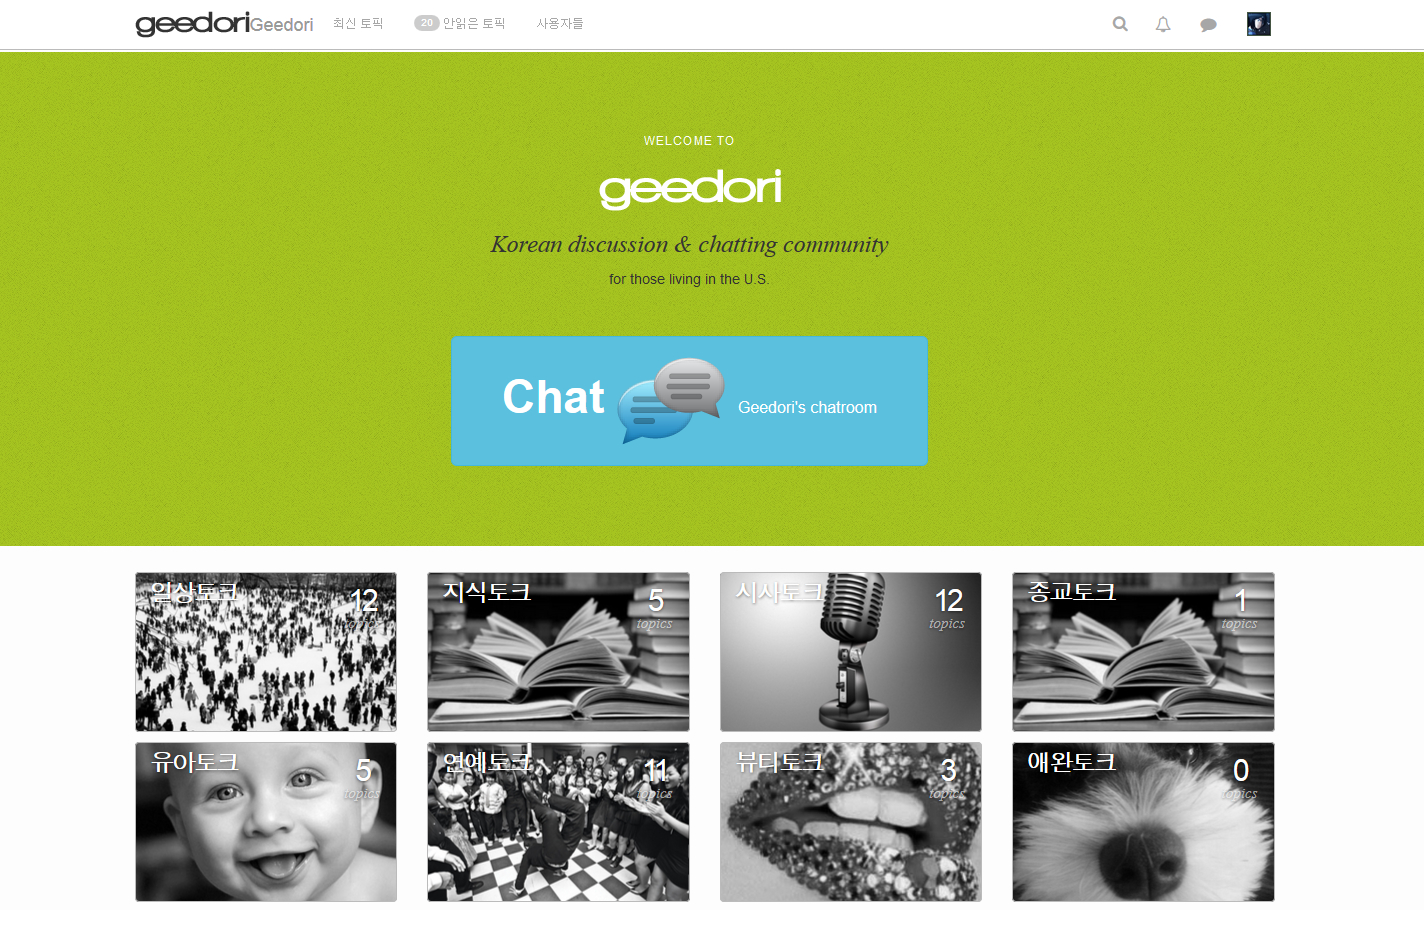 geedori Geedori 최신 토픽 20 안읽은 토픽 사용자들
WELCOME TO
geedori
Korean discussion & chatting community
for those living in the U.S.
Chat Geedori's chatroom
일상토크 12 topics
지식토크 5 topics
시사토크 12 topics
종교토크 1 topics
유아토크 5 topics
연예토크 11 topics
뷰티토크 3 topics
애완토크 0 topics